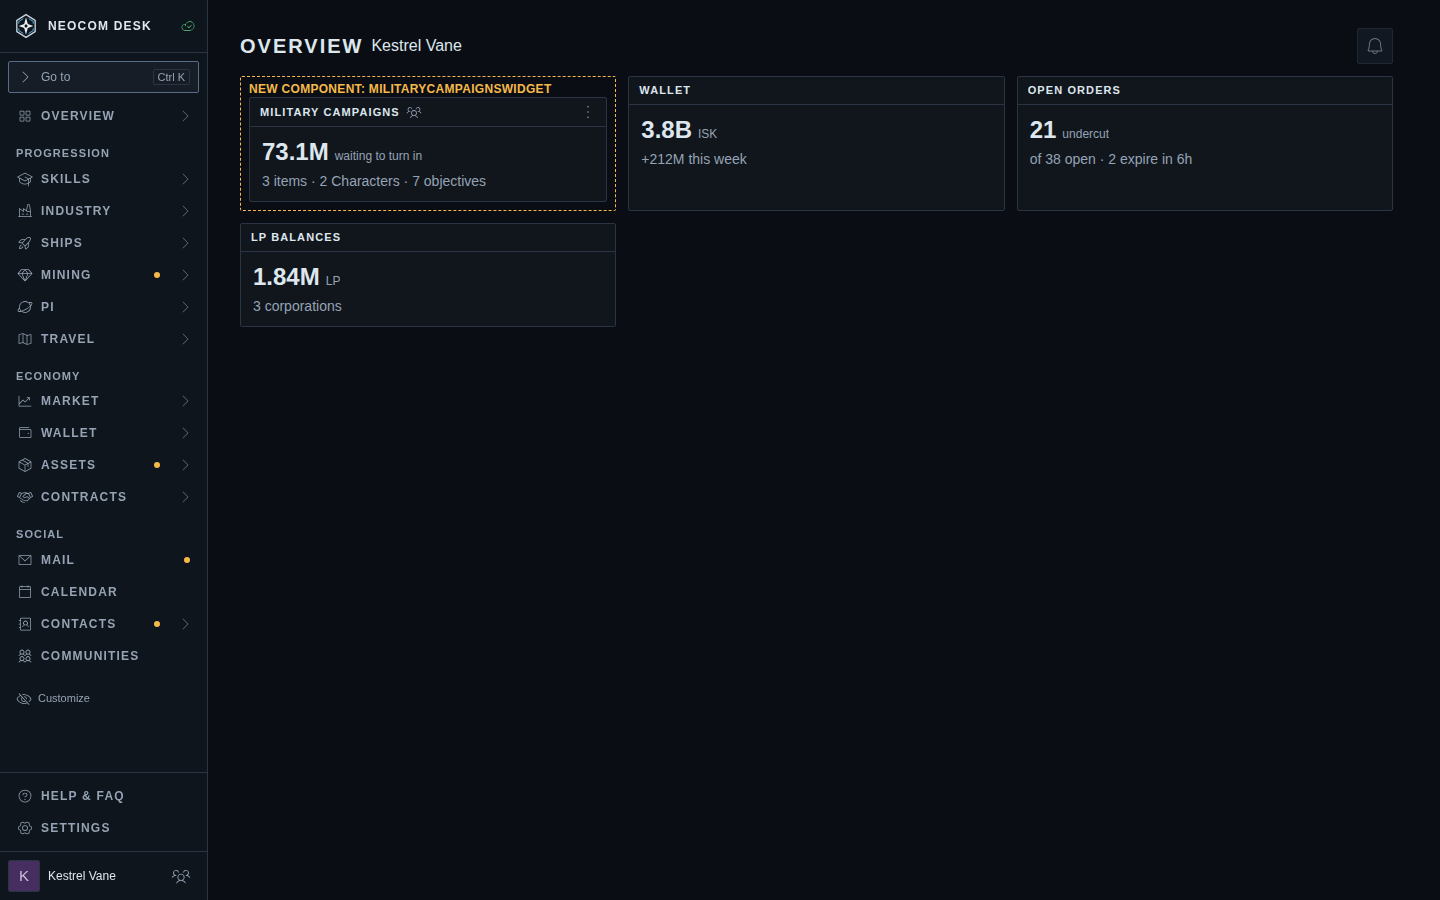 NEOCOM DESK
Go to
Ctrl K
OVERVIEW
PROGRESSION
SKILLS
INDUSTRY
SHIPS
MINING
PI
TRAVEL
ECONOMY
MARKET
WALLET
ASSETS
CONTRACTS
SOCIAL
MAIL
CALENDAR
CONTACTS
COMMUNITIES
Customize
HELP & FAQ
SETTINGS
K
Kestrel Vane
OVERVIEW Kestrel Vane
NEW COMPONENT: MILITARYCAMPAIGNSWIDGET
MILITARY CAMPAIGNS
73.1M waiting to turn in
3 items · 2 Characters · 7 objectives
WALLET
3.8B ISK
+212M this week
OPEN ORDERS
21 undercut
of 38 open · 2 expire in 6h
LP BALANCES
1.84M LP
3 corporations